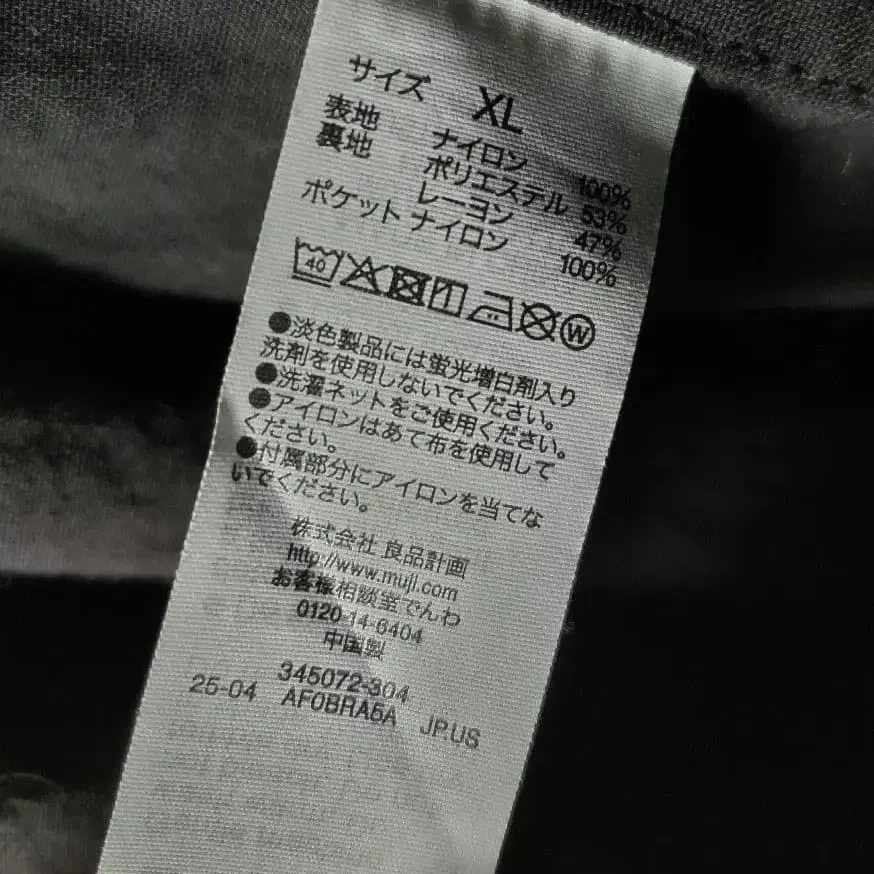 サイズ XL
表地 ナイロン 100%
裏地 ポリエステル 53%
レーヨン 47%
ポケット ナイロン 100%
40 W
●淡色製品には蛍光増白剤入り
洗剤を使用しないでください。
●洗濯ネットをご使用ください。
●アイロンはあて布を使用して
ください。
●付属部分にアイロンを当てな
いでください。
株式会社 良品計画
http://www.muji.com
お客様相談室でんわ
0120-14-6404
中国製
345072-304
25-04 AF0BRA5A JP.US